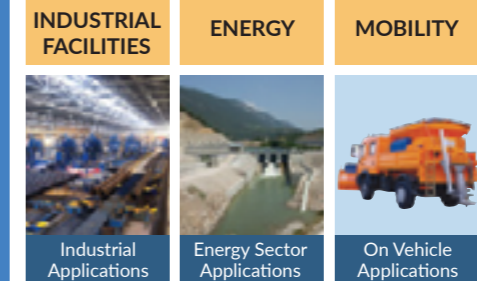 INDUSTRIAL
FACILITIES
ENERGY
MOBILITY
Industrial
Applications
Energy Sector
Applications
On Vehicle
Applications